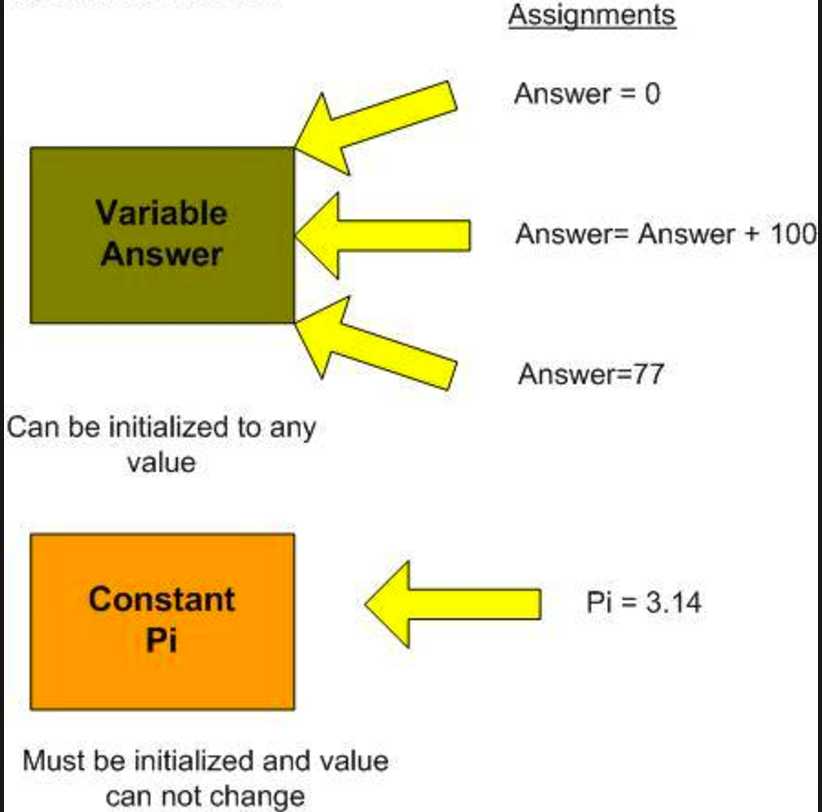 Assignments
Answer = 0
Variable
Answer
Answer= Answer + 100
Answer=77
Can be initialized to any
value
Constant
Pi
Pi = 3.14
Must be initialized and value
can not change